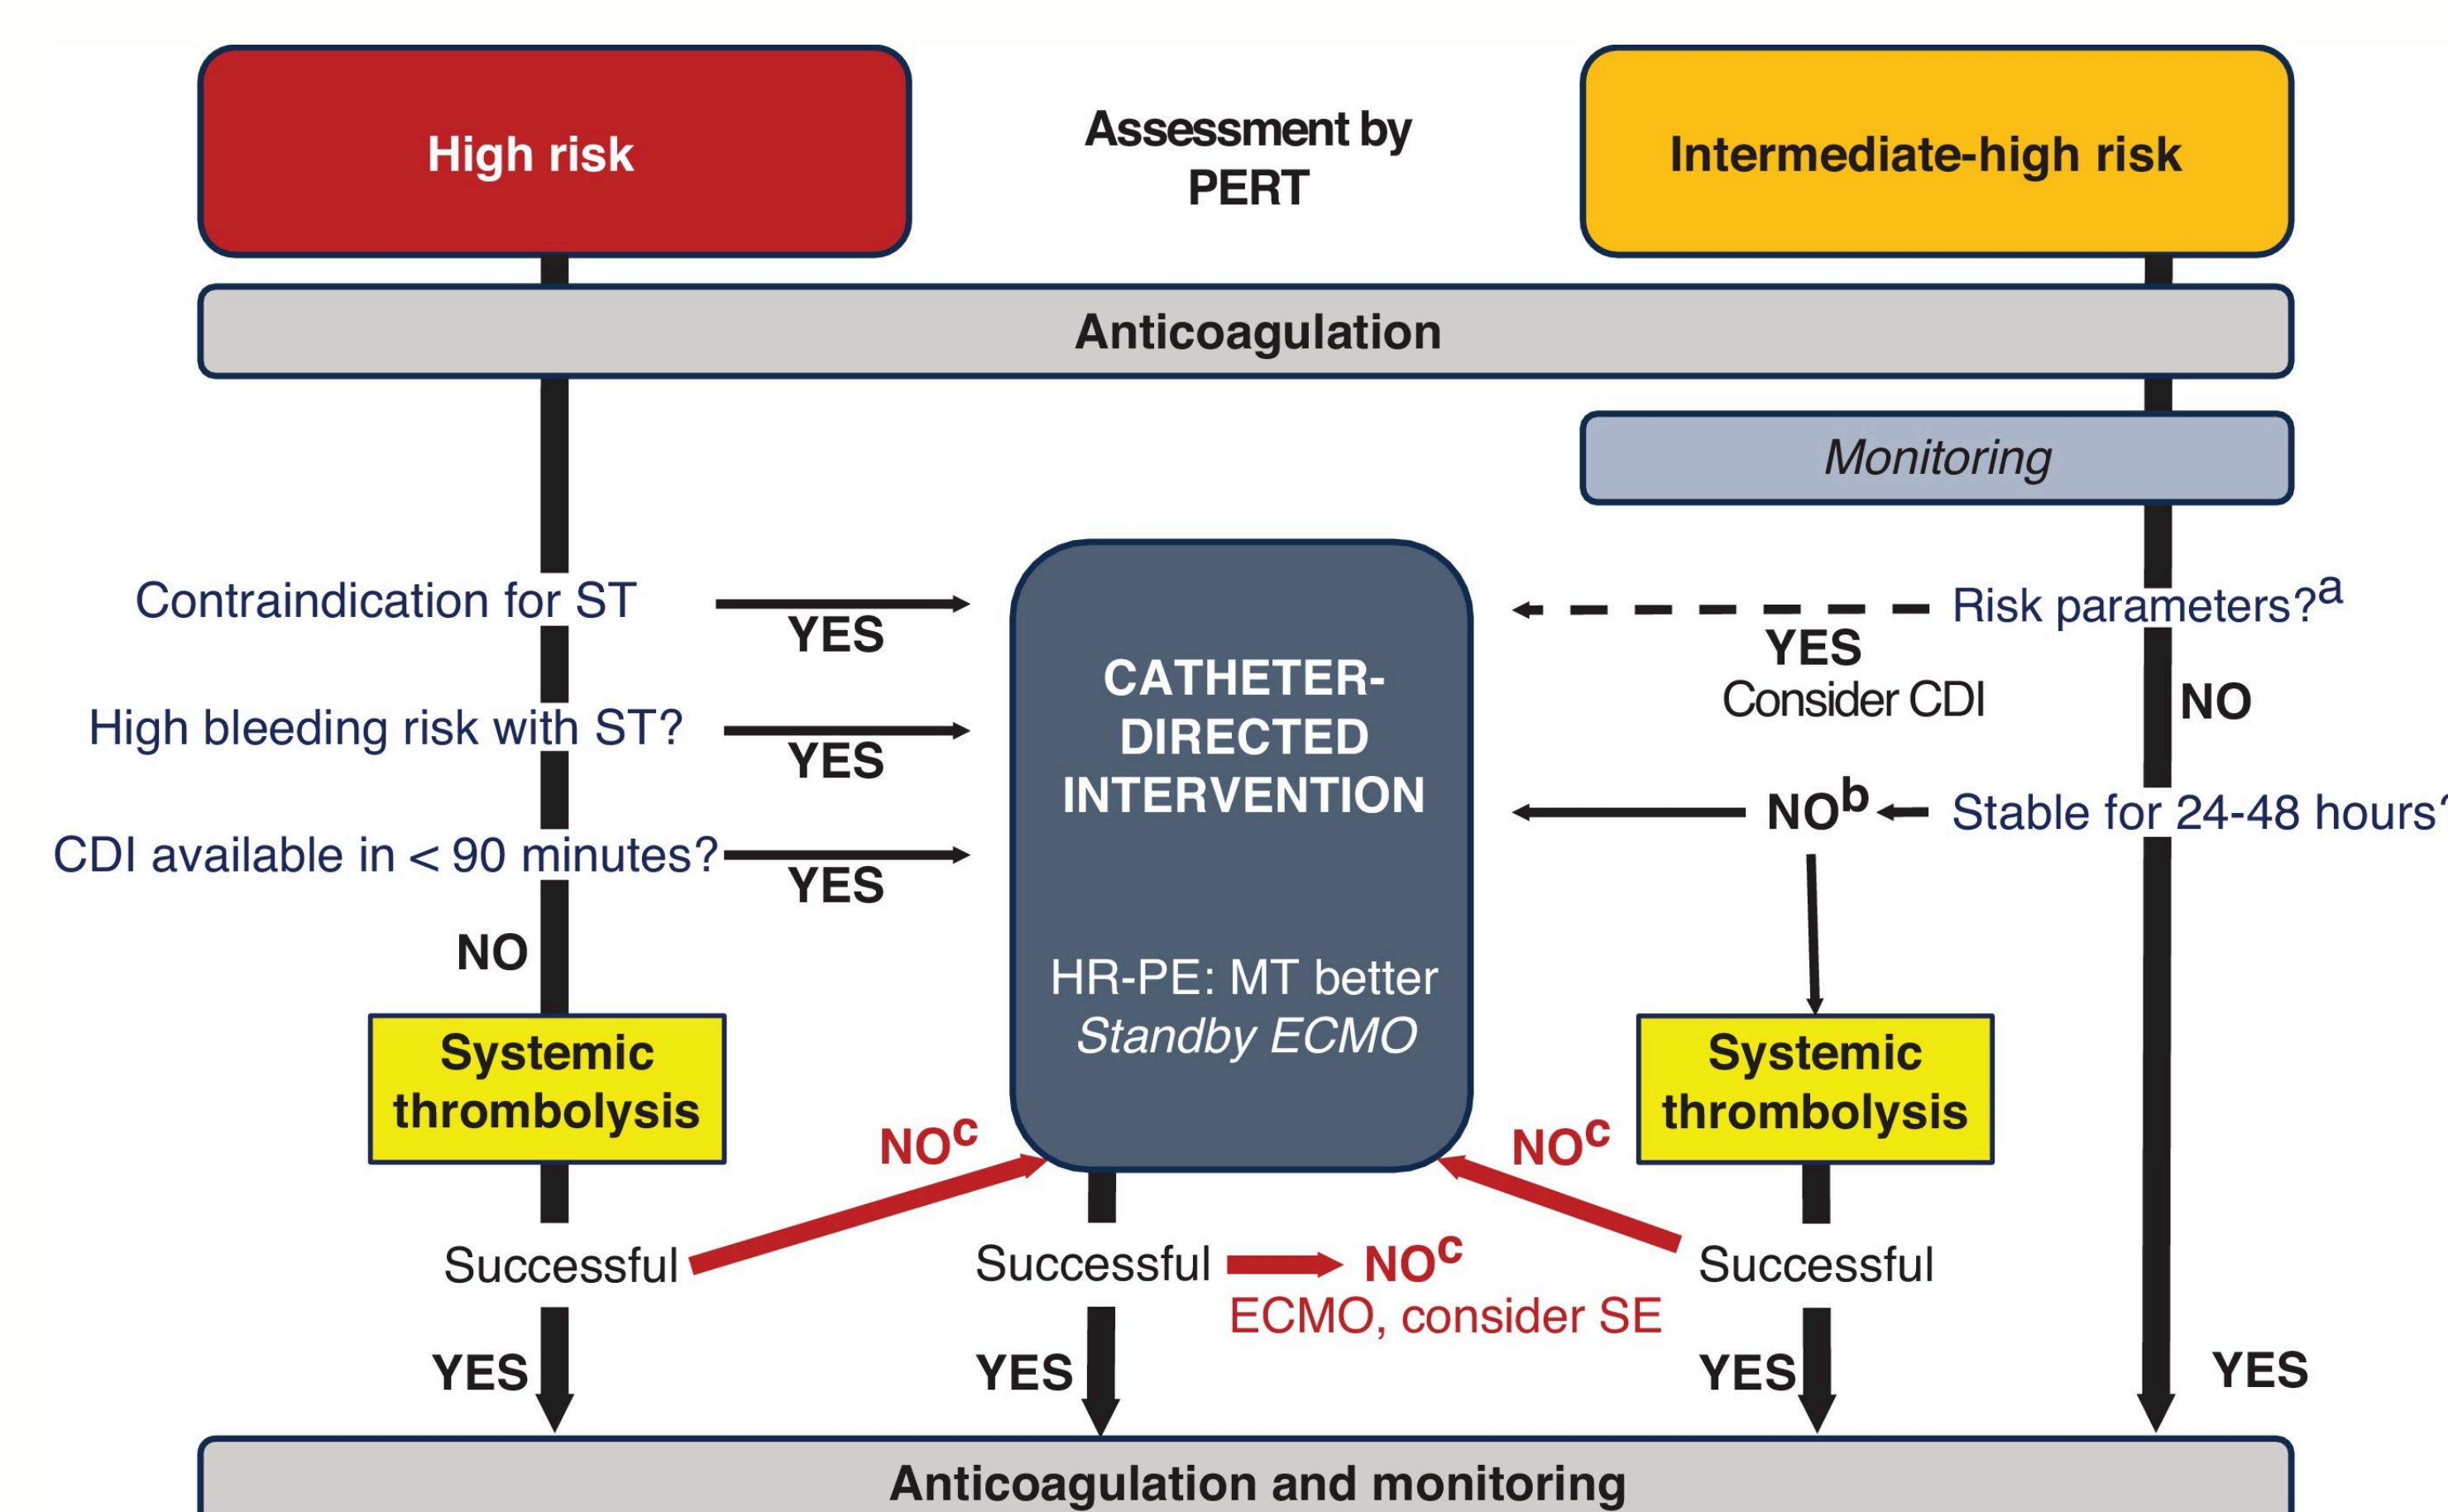 High risk
Assessment by
PERT
Intermediate-high risk
Anticoagulation
Monitoring
Contraindication for ST
YES
High bleeding risk with ST?
YES
CDI available in < 90 minutes?
YES
NO
CATHETER-
DIRECTED
INTERVENTION
HR-PE: MT better
Standby ECMO
Risk parameters?a
YES
Consider CDI
NO
Stable for 24-48 hours?
NOb
Systemic
thrombolysis
Systemic
thrombolysis
NOc
NOc
Successful
Successful
NOc
ECMO, consider SE
Successful
YES
YES
YES
YES
Anticoagulation and monitoring